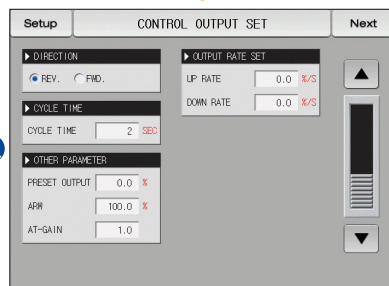 Setup
CONTROL OUTPUT SET
Next
▶ DIRECTION
REV. FWD.
▶ CYCLE TIME
CYCLE TIME 2 SEC
▶ OTHER PARAMETER
PRESET OUTPUT 0.0 %
ARW 100.0 %
AT-GAIN 1.0
▶ OUTPUT RATE SET
UP RATE 0.0 %/S
DOWN RATE 0.0 %/S